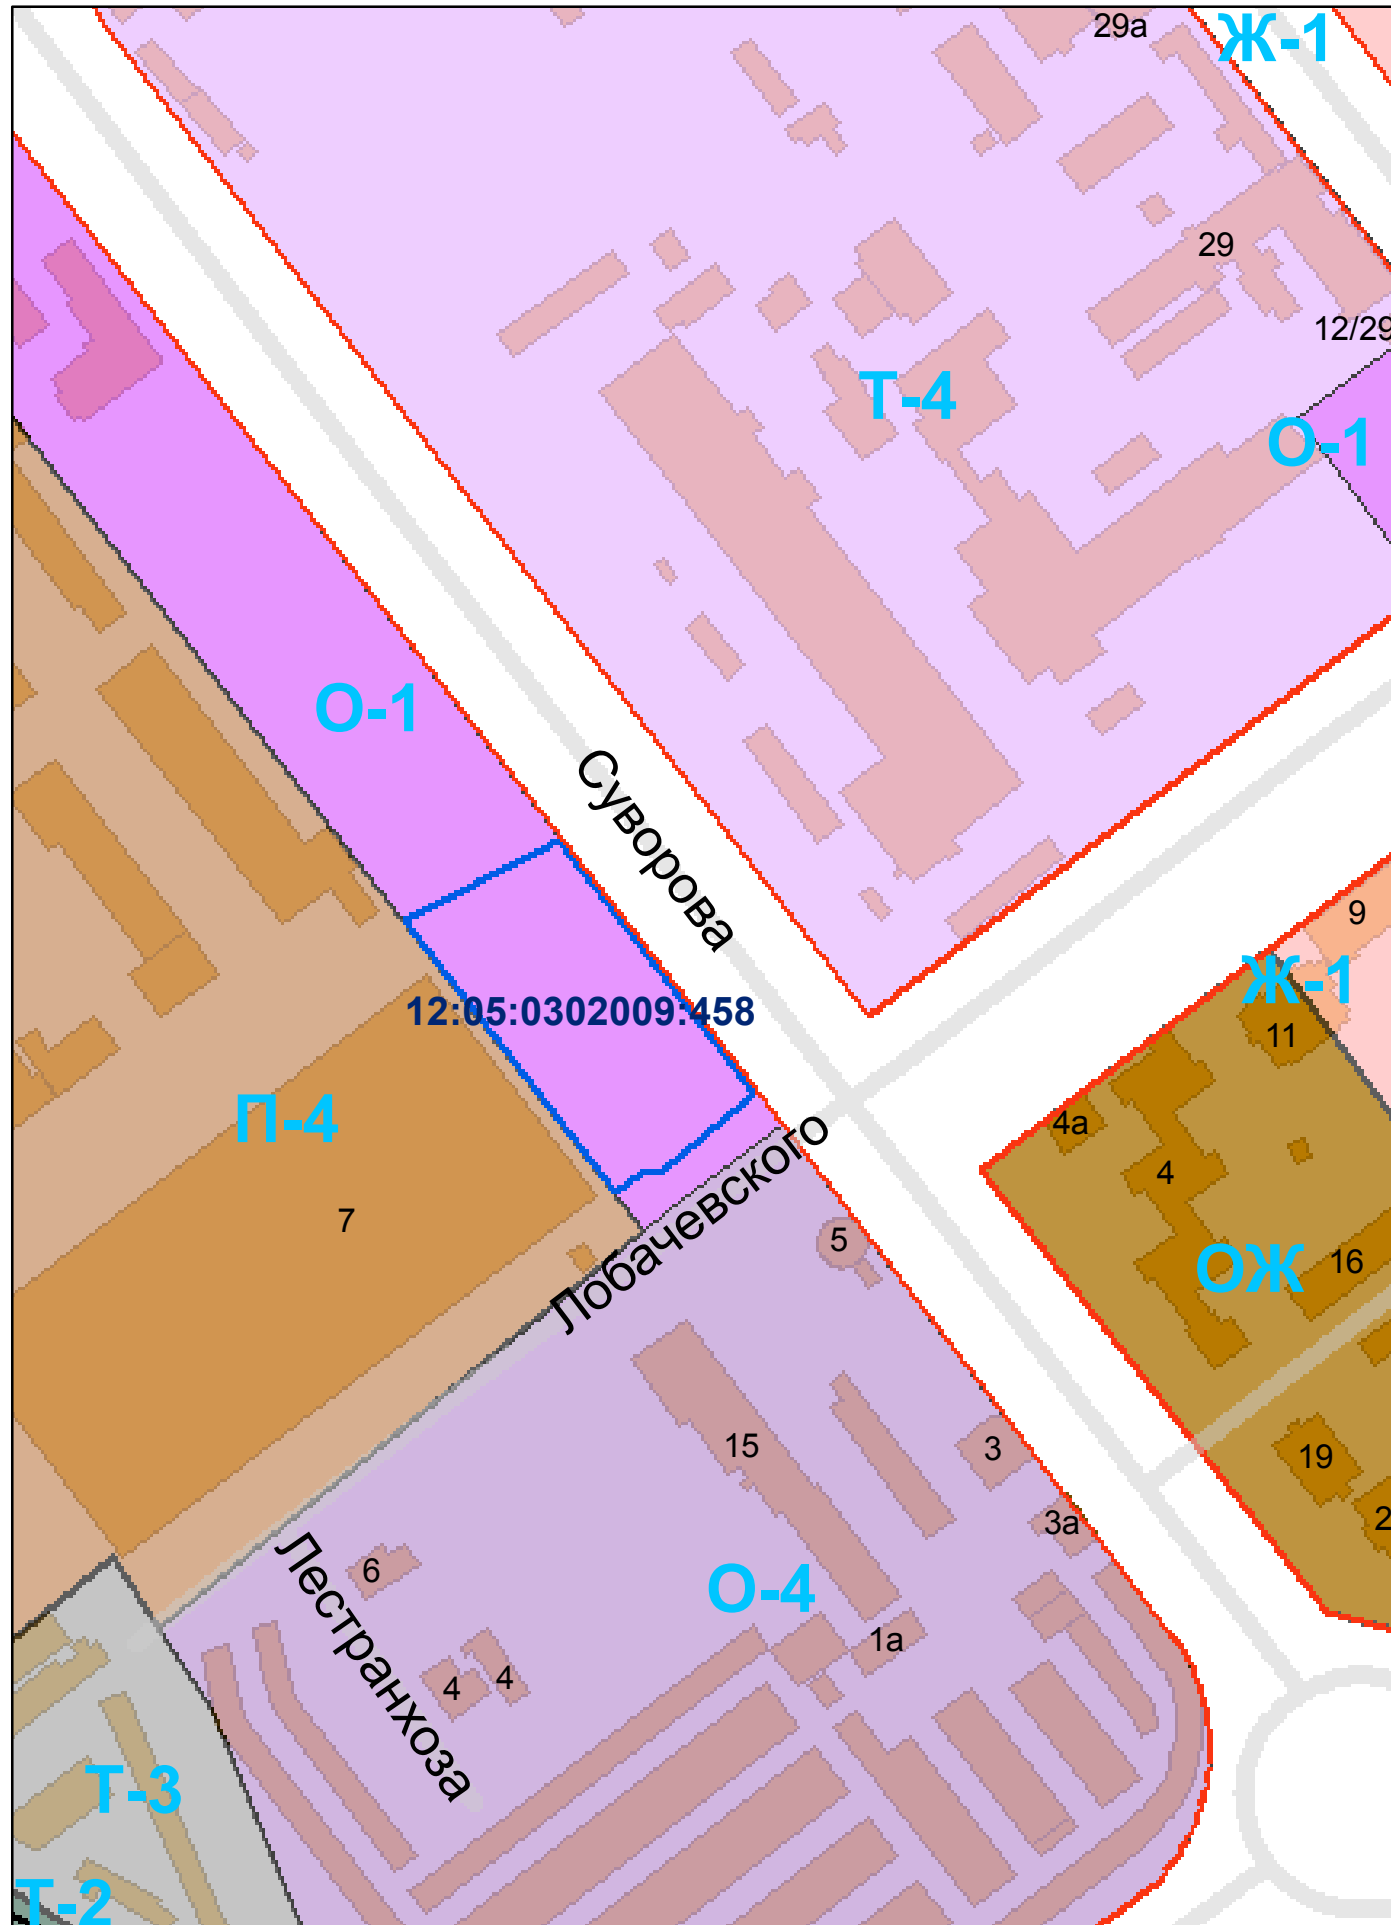 29а
Ж-1
29
12/29
Т-4
О-1
О-1
Суворова
9
Ж-1
12:05:0302009:458
11
П-4
4а
4
Лобачевского
7
5
ОЖ
16
15
3
19
2
3а
Лестранхоза
6
О-4
1а
4
4
Т-3
Т-2